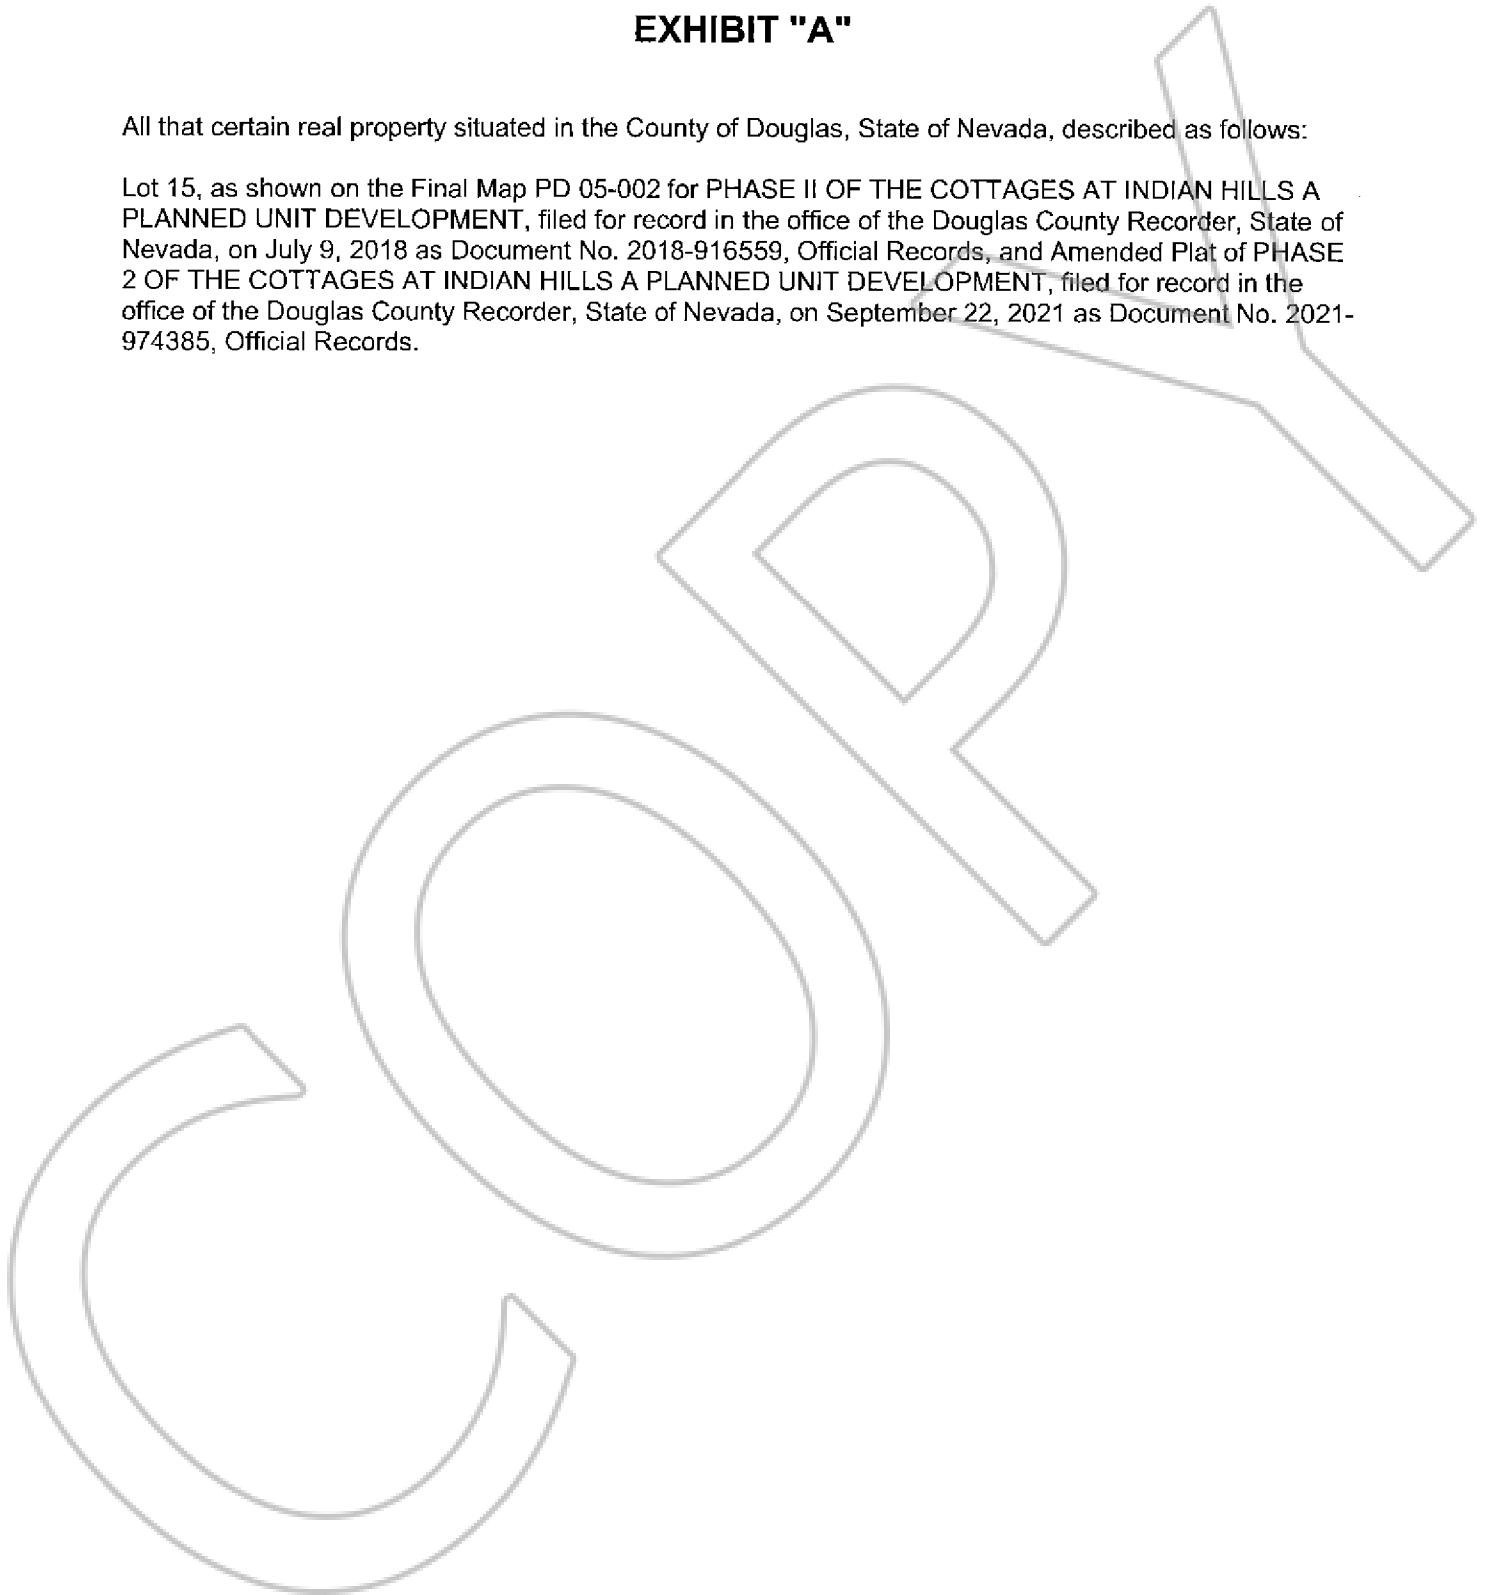 EXHIBIT "A"
All that certain real property situated in the County of Douglas, State of Nevada, described as follows:
Lot 15, as shown on the Final Map PD 05-002 for PHASE II OF THE COTTAGES AT INDIAN HILLS A
PLANNED UNIT DEVELOPMENT, filed for record in the office of the Douglas County Recorder, State of
Nevada, on July 9, 2018 as Document No. 2018-916559, Official Records, and Amended Plat of PHASE
2 OF THE COTTAGES AT INDIAN HILLS A PLANNED UNIT DEVELOPMENT, filed for record in the
office of the Douglas County Recorder, State of Nevada, on September 22, 2021 as Document No. 2021-
974385, Official Records.
COPY